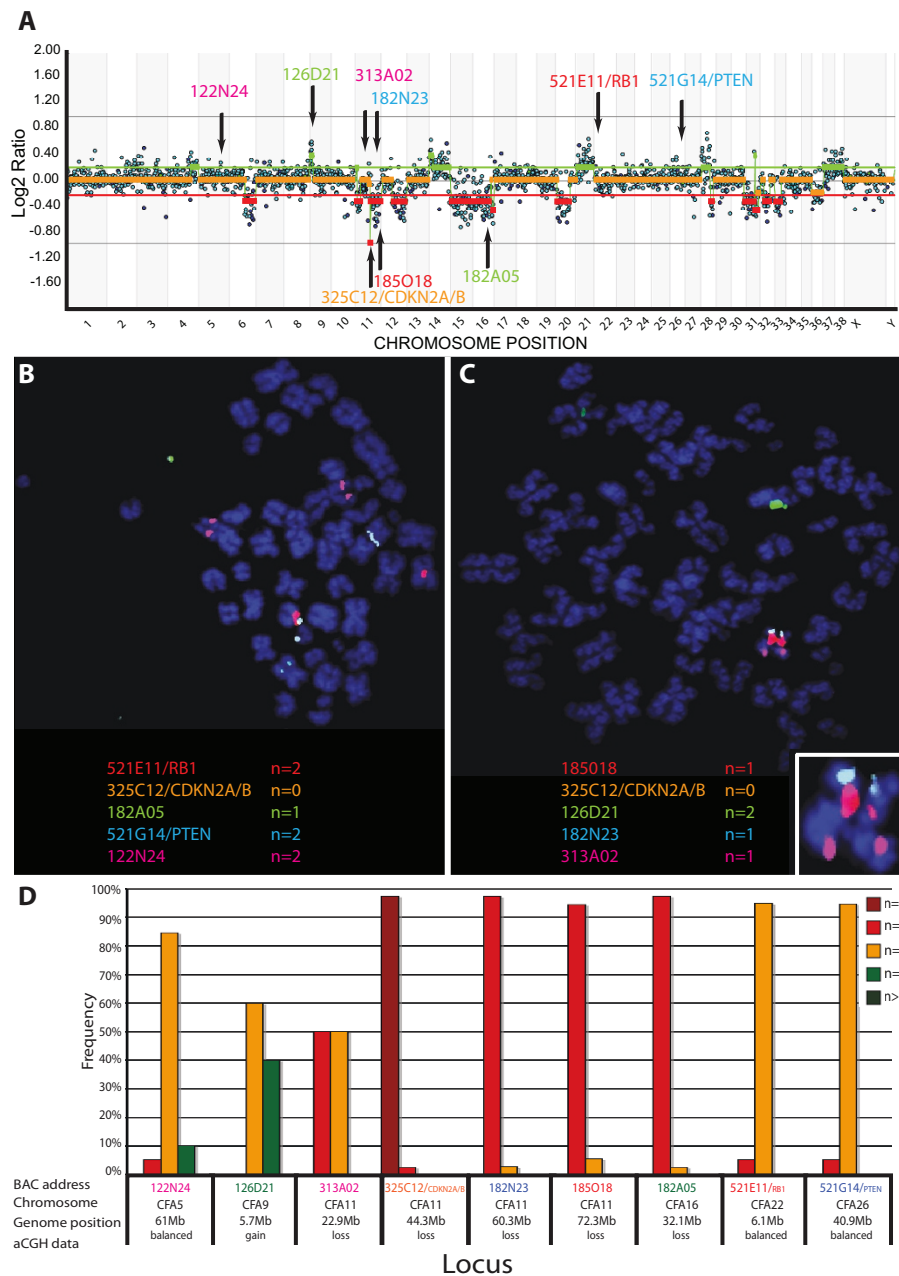 A
2.00
1.60
1.20
0.80
0.40
0.00
-0.40
-0.80
-1.20
-1.60
Log2 Ratio
122N24
126D21
313A02
182N23
521E11/RB1
521G14/PTEN
185O18
325C12/CDKN2A/B
182A05
1 2 3 4 5 6 7 8 9 10 11 12 13 14 15 16 17 18 19 20 21 22 23 24 25 26 27 28 29 30 31 32 33 34 35 36 37 38 X Y
CHROMOSOME POSITION
B
521E11/RB1 n=2
325C12/CDKN2A/B n=0
182A05 n=1
521G14/PTEN n=2
122N24 n=2
C
185018 n=1
325C12/CDKN2A/B n=0
126D21 n=2
182N23 n=1
313A02 n=1
D
100%
90%
80%
70%
60%
50%
40%
30%
20%
10%
0%
Frequency
n=
n=
n=
n=
n>
BAC address 122N24 126D21 313A02 325C12/CDKN2A/B 182N23 185O18 182A05 521E11/RB1 521G14/PTEN
Chromosome CFA5 CFA9 CFA11 CFA11 CFA11 CFA11 CFA16 CFA22 CFA26
Genome position 61Mb 5.7Mb 22.9Mb 44.3Mb 60.3Mb 72.3Mb 32.1Mb 6.1Mb 40.9Mb
aCGH data balanced gain loss loss loss loss loss balanced balanced
Locus